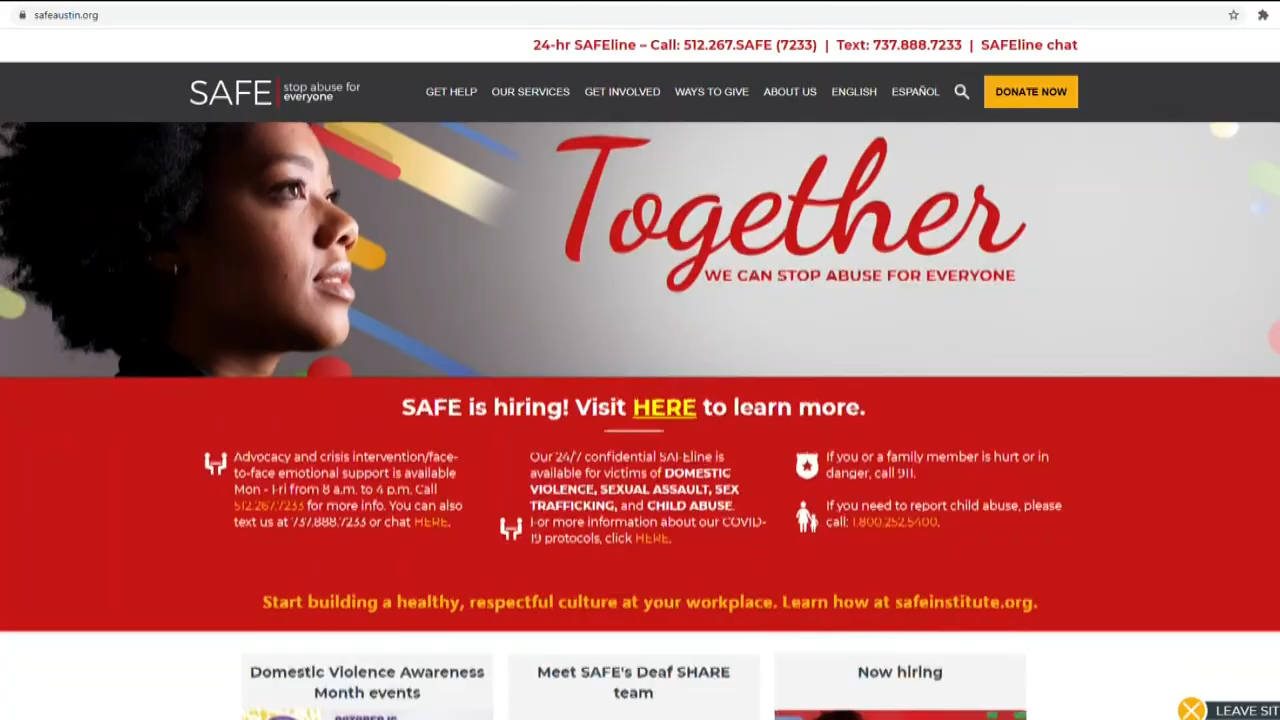 safeaustin.org
24-hr SAFEline – Call: 512.267.SAFE (7233) | Text: 737.888.7233 | SAFEline chat
SAFE stop abuse for everyone
GET HELP OUR SERVICES GET INVOLVED WAYS TO GIVE ABOUT US ENGLISH ESPAÑOL DONATE NOW
Together
WE CAN STOP ABUSE FOR EVERYONE
SAFE is hiring! Visit HERE to learn more.
Advocacy and crisis intervention/face-
to-face emotional support is available
Mon - Fri from 8 a.m. to 4 p.m. Call
512.267.7233 for more info. You can also
text us at 737.888.7233 or chat HERE.
Our 24/7 confidential SAFEline is
available for victims of DOMESTIC
VIOLENCE, SEXUAL ASSAULT, SEX
TRAFFICKING, and CHILD ABUSE.
For more information about our COVID-
19 protocols, click HERE.
If you or a family member is hurt or in
danger, call 911.
If you need to report child abuse, please
call: 1.800.252.5400.
Start building a healthy, respectful culture at your workplace. Learn how at safeinstitute.org.
Domestic Violence Awareness
Month events
Meet SAFE's Deaf SHARE
team
Now hiring
OCTOBER IS
LEAVE SIT